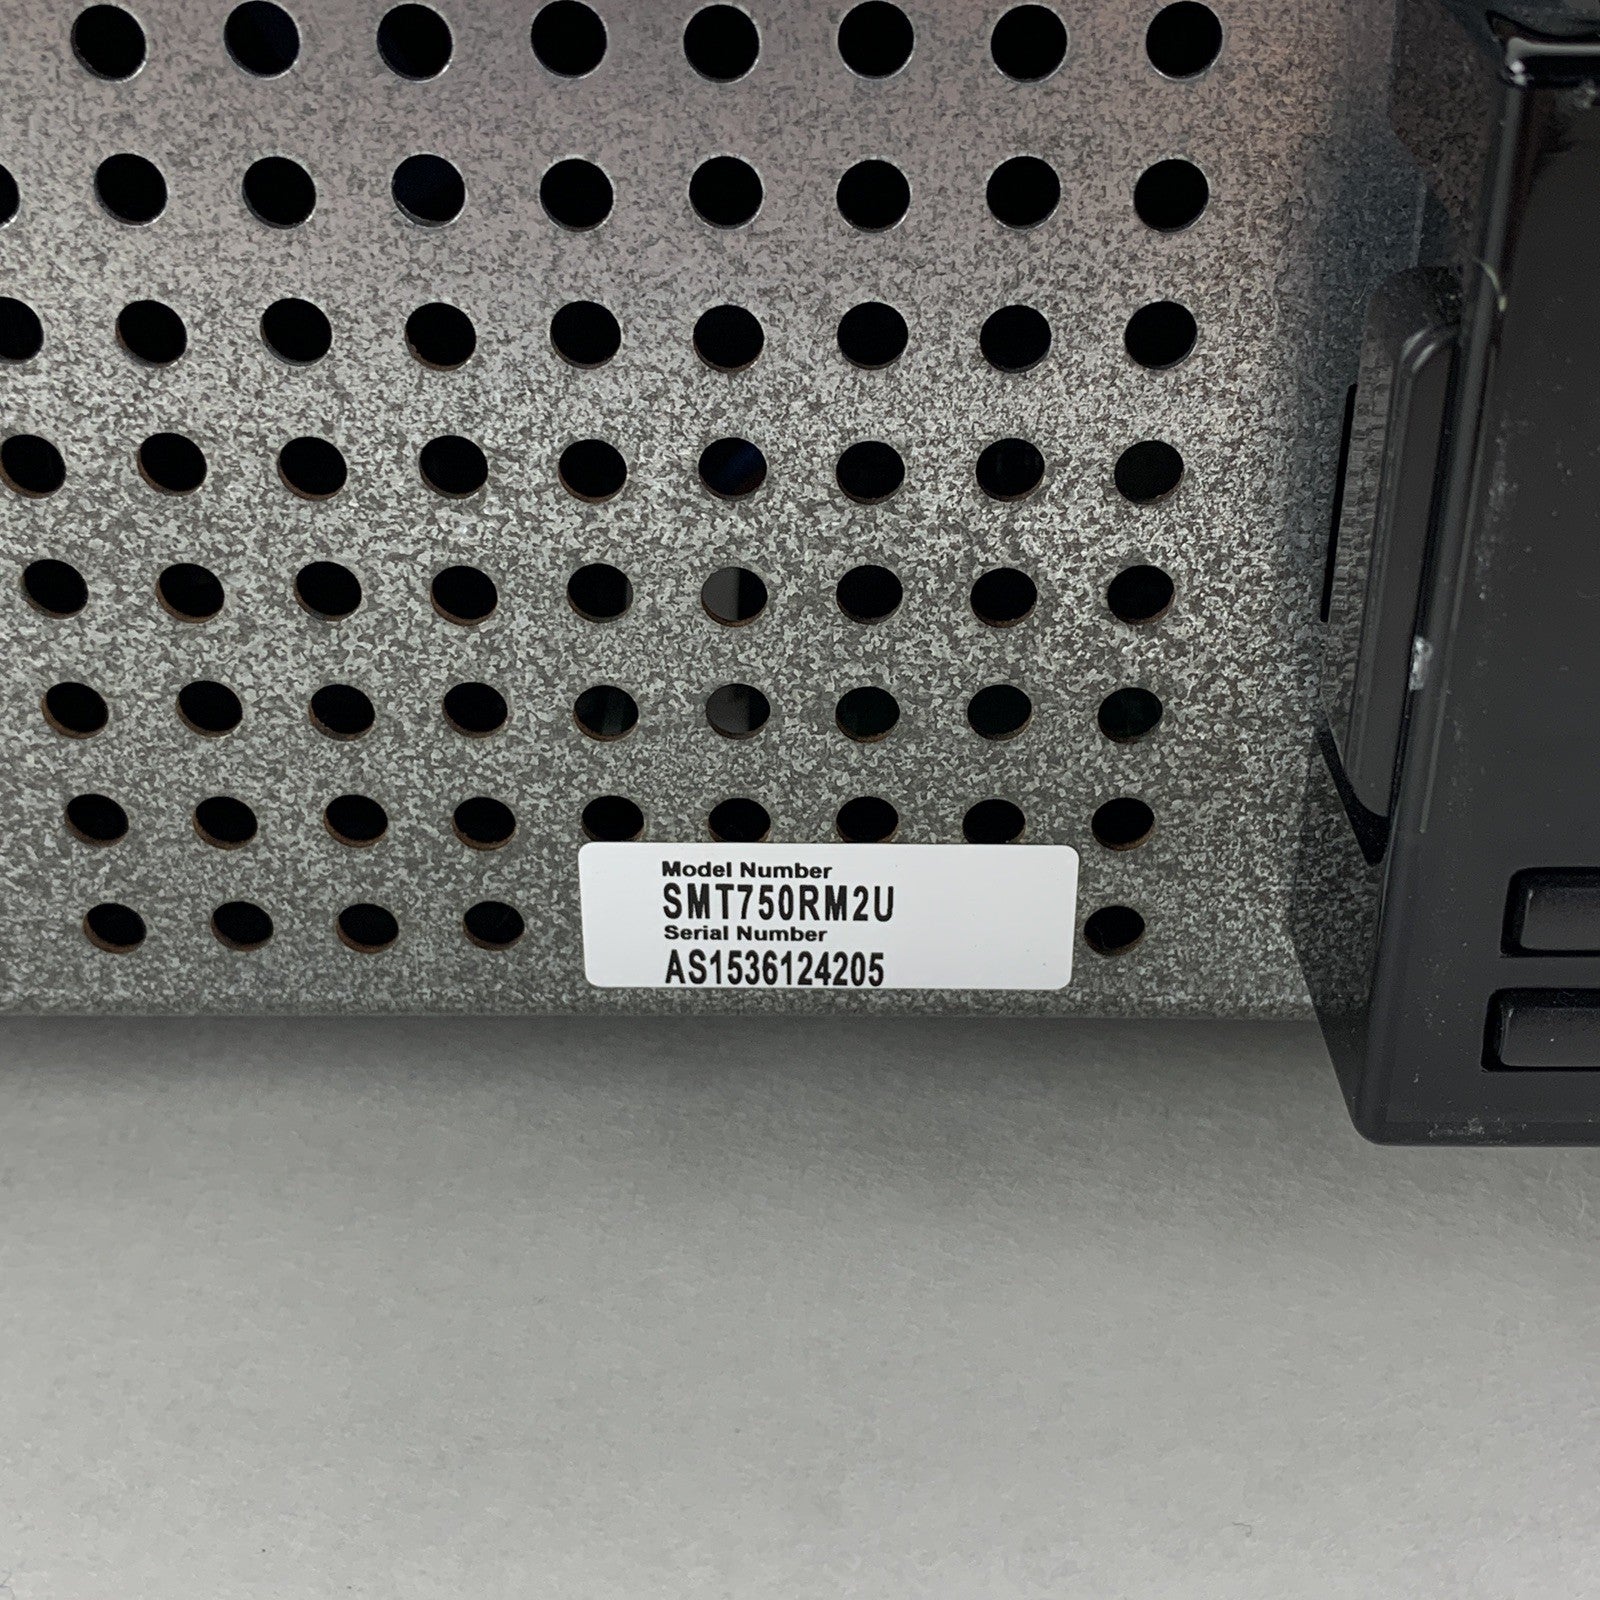 Model Number
SMT750RM2U
Serial Number
AS1536124205